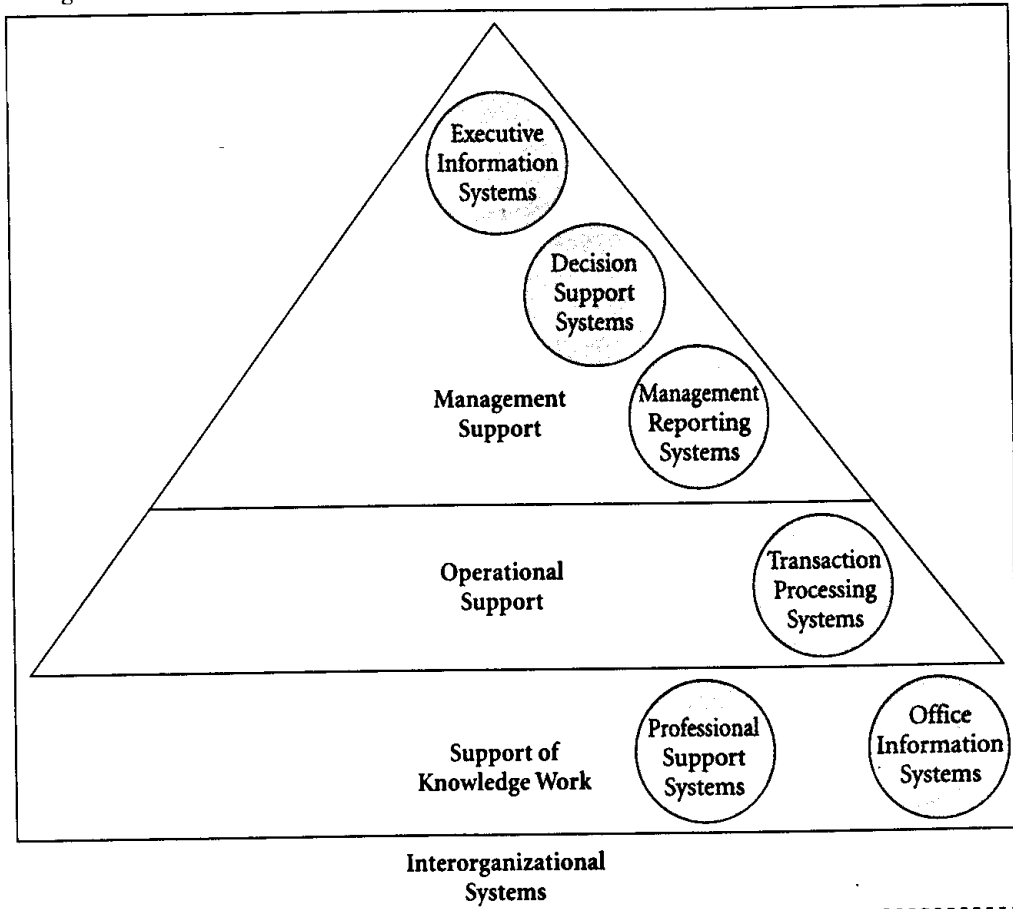 Executive
Information
Systems
Decision
Support
Systems
Management
Support
Management
Reporting
Systems
Operational
Support
Transaction
Processing
Systems
Support of
Knowledge Work
Professional
Support
Systems
Office
Information
Systems
Interorganizational
Systems